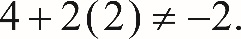 4 + 2(2) ≠ −2.